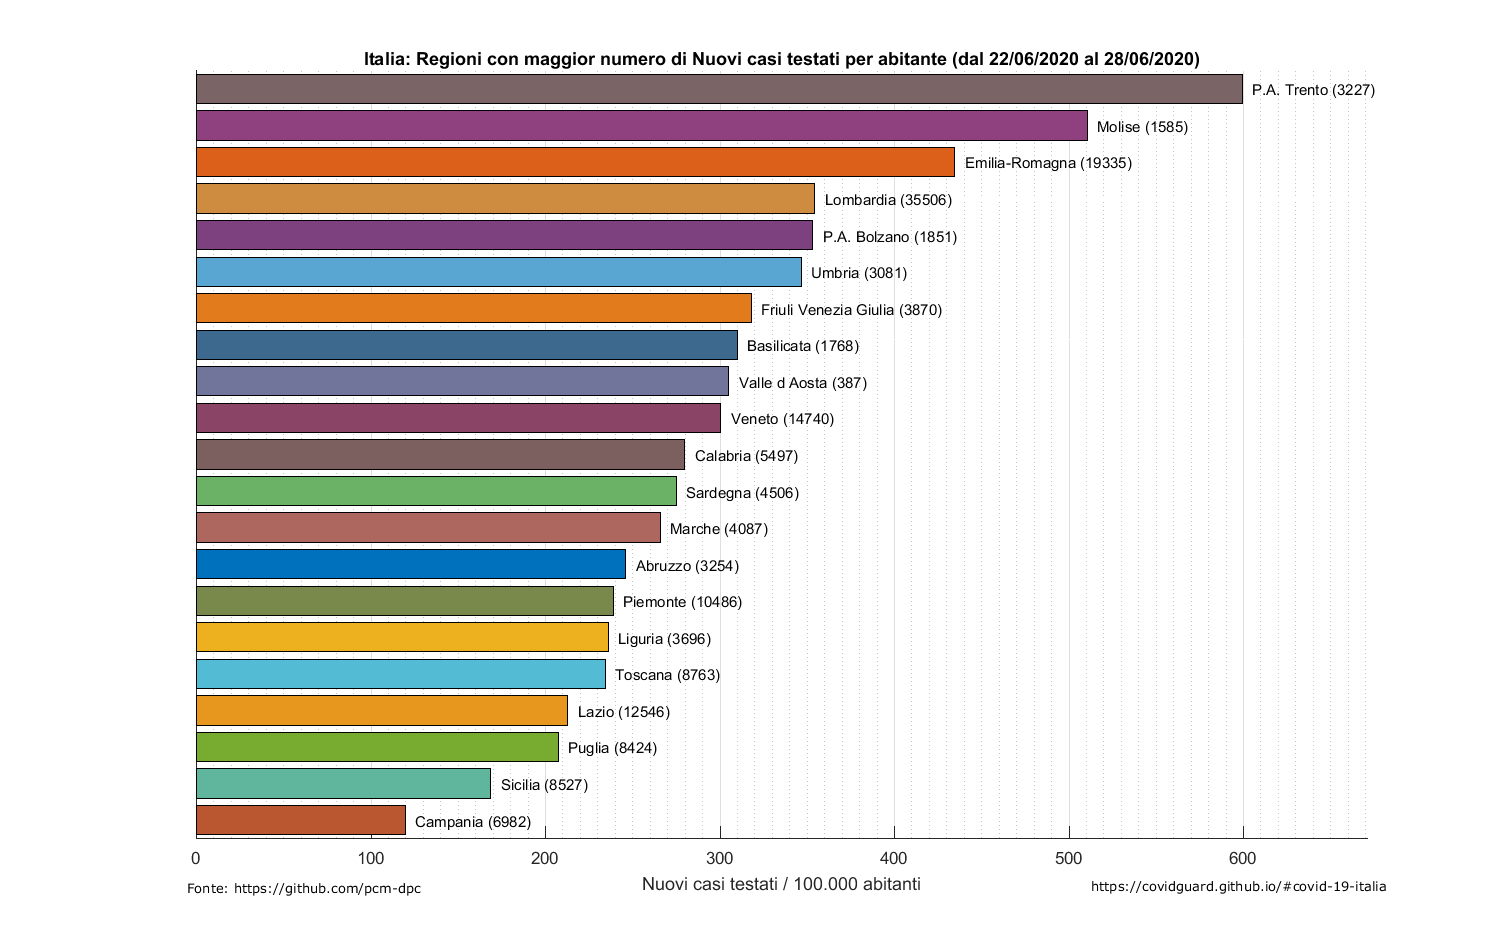 Italia: Regioni con maggior numero di Nuovi casi testati per abitante (dal 22/06/2020 al 28/06/2020)
P.A. Trento (3227)
Molise (1585)
Emilia-Romagna (19335)
Lombardia (35506)
P.A. Bolzano (1851)
Umbria (3081)
Friuli Venezia Giulia (3870)
Basilicata (1768)
Valle d Aosta (387)
Veneto (14740)
Calabria (5497)
Sardegna (4506)
Marche (4087)
Abruzzo (3254)
Piemonte (10486)
Liguria (3696)
Toscana (8763)
Lazio (12546)
Puglia (8424)
Sicilia (8527)
Campania (6982)
0 100 200 300 400 500 600
Nuovi casi testati / 100.000 abitanti
Fonte: https://github.com/pcm-dpc
https://covidguard.github.io/#covid-19-italia